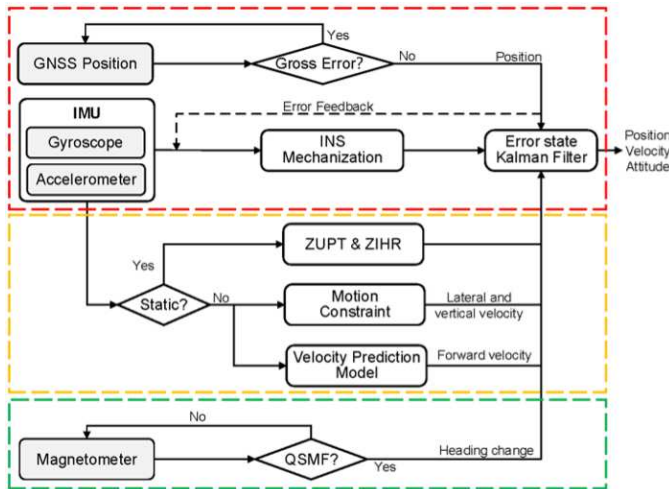 Yes
GNSS Position
Gross Error?
No
Position
IMU
Gyroscope
Accelerometer
Error Feedback
INS
Mechanization
Error state
Kalman Filter
Position
Velocity
Attitude
ZUPT & ZIHR
Yes
Static?
No
Motion
Constraint
Lateral and
vertical velocity
Velocity Prediction
Model
Forward velocity
No
Magnetometer
QSMF?
Yes
Heading change